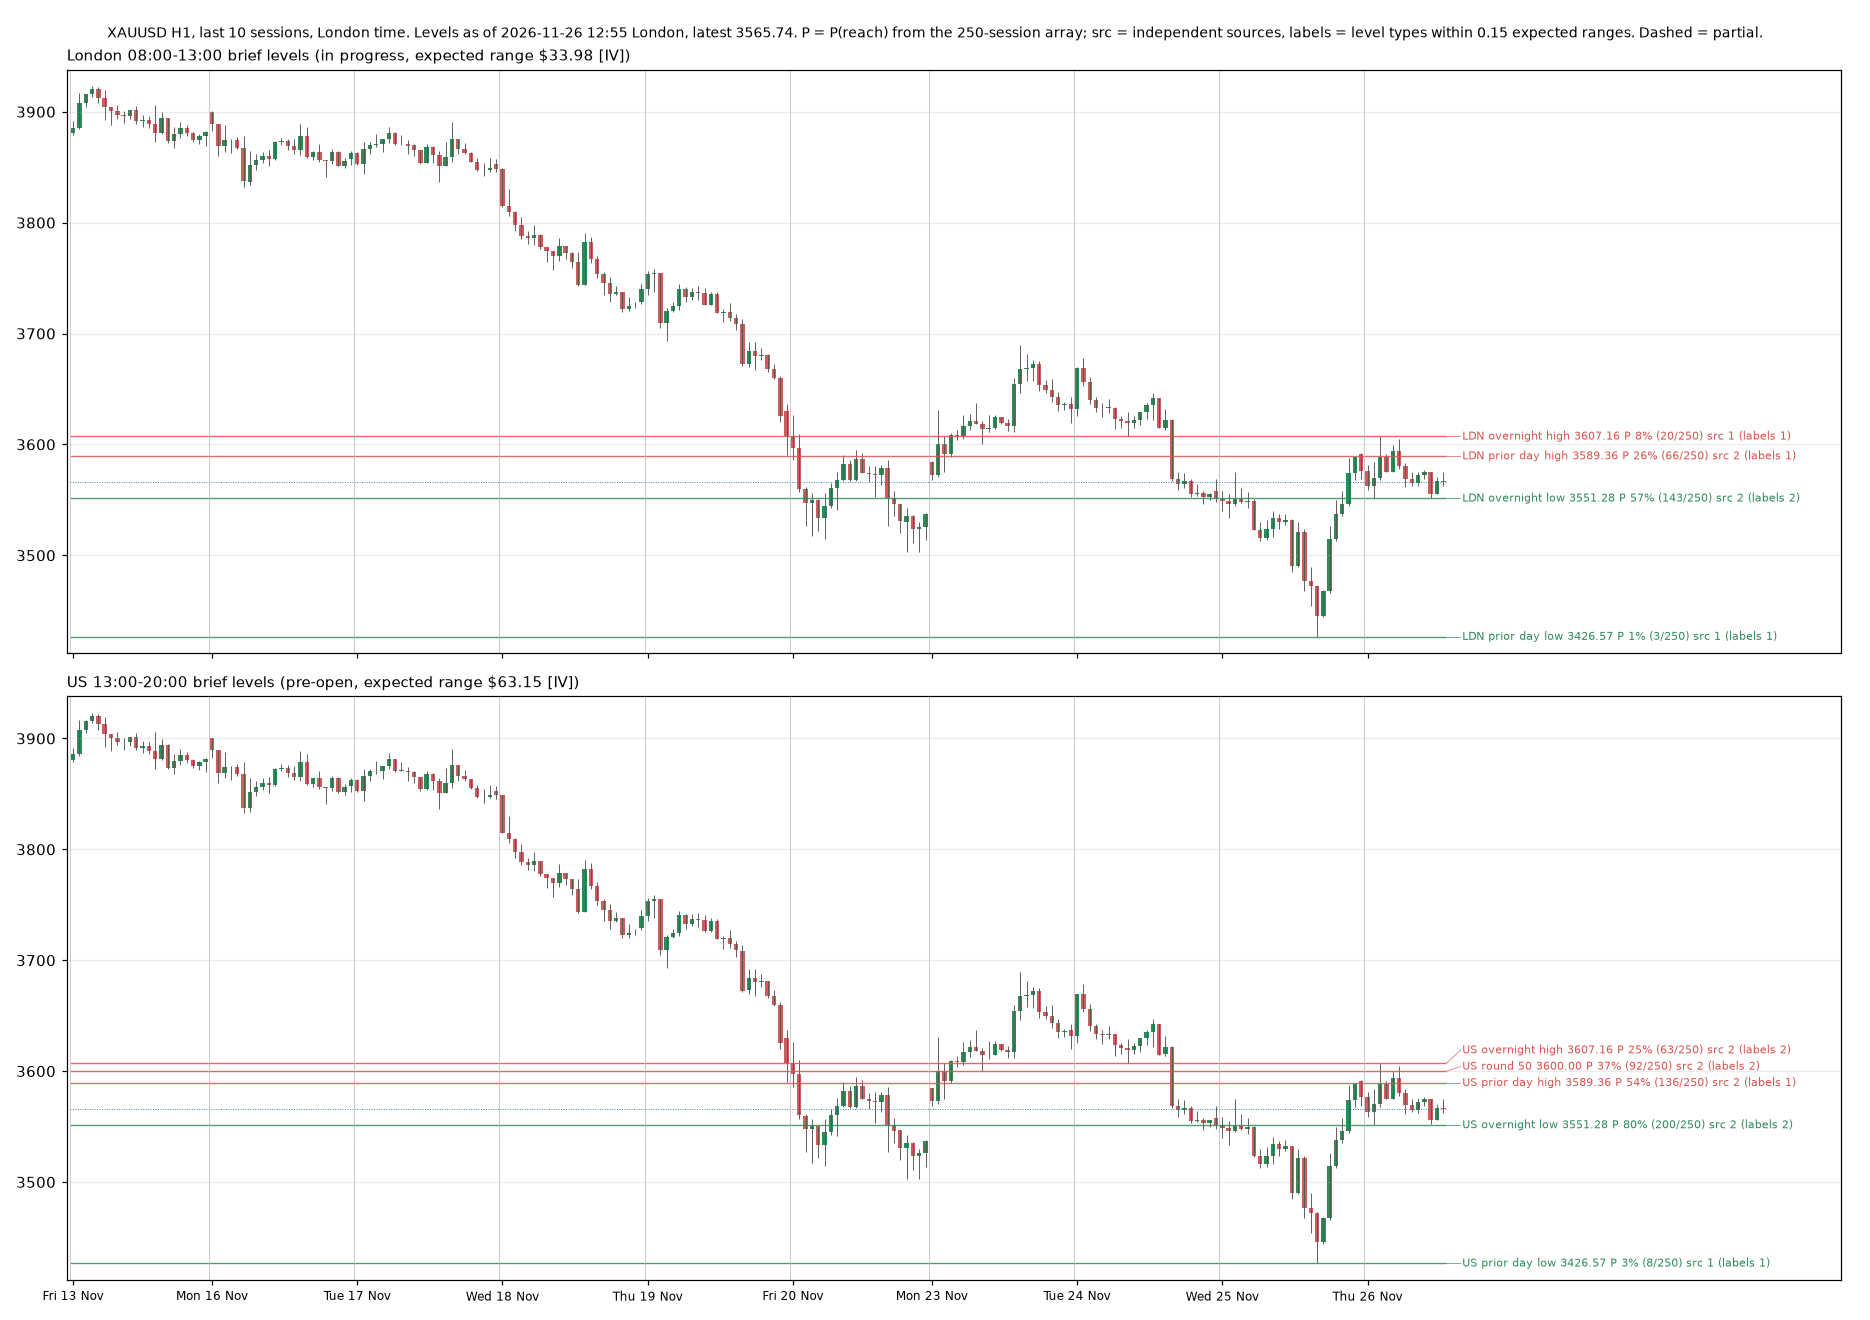 XAUUSD H1, last 10 sessions, London time. Levels as of 2026-11-26 12:55 London, latest 3565.74. P = P(reach) from the 250-session array; src = independent sources, labels = level types within 0.15 expected ranges. Dashed = partial.
London 08:00-13:00 brief levels (in progress, expected range $33.98 [IV])
3900
3800
3700
3600
3500
LDN overnight high 3607.16 P 8% (20/250) src 1 (labels 1)
LDN prior day high 3589.36 P 26% (66/250) src 2 (labels 1)
LDN overnight low 3551.28 P 57% (143/250) src 2 (labels 2)
LDN prior day low 3426.57 P 1% (3/250) src 1 (labels 1)
US 13:00-20:00 brief levels (pre-open, expected range $63.15 [IV])
3900
3800
3700
3600
3500
US overnight high 3607.16 P 25% (63/250) src 2 (labels 2)
US round 50 3600.00 P 37% (92/250) src 2 (labels 2)
US prior day high 3589.36 P 54% (136/250) src 2 (labels 1)
US overnight low 3551.28 P 80% (200/250) src 2 (labels 2)
US prior day low 3426.57 P 3% (8/250) src 1 (labels 1)
Fri 13 Nov Mon 16 Nov Tue 17 Nov Wed 18 Nov Thu 19 Nov Fri 20 Nov Mon 23 Nov Tue 24 Nov Wed 25 Nov Thu 26 Nov